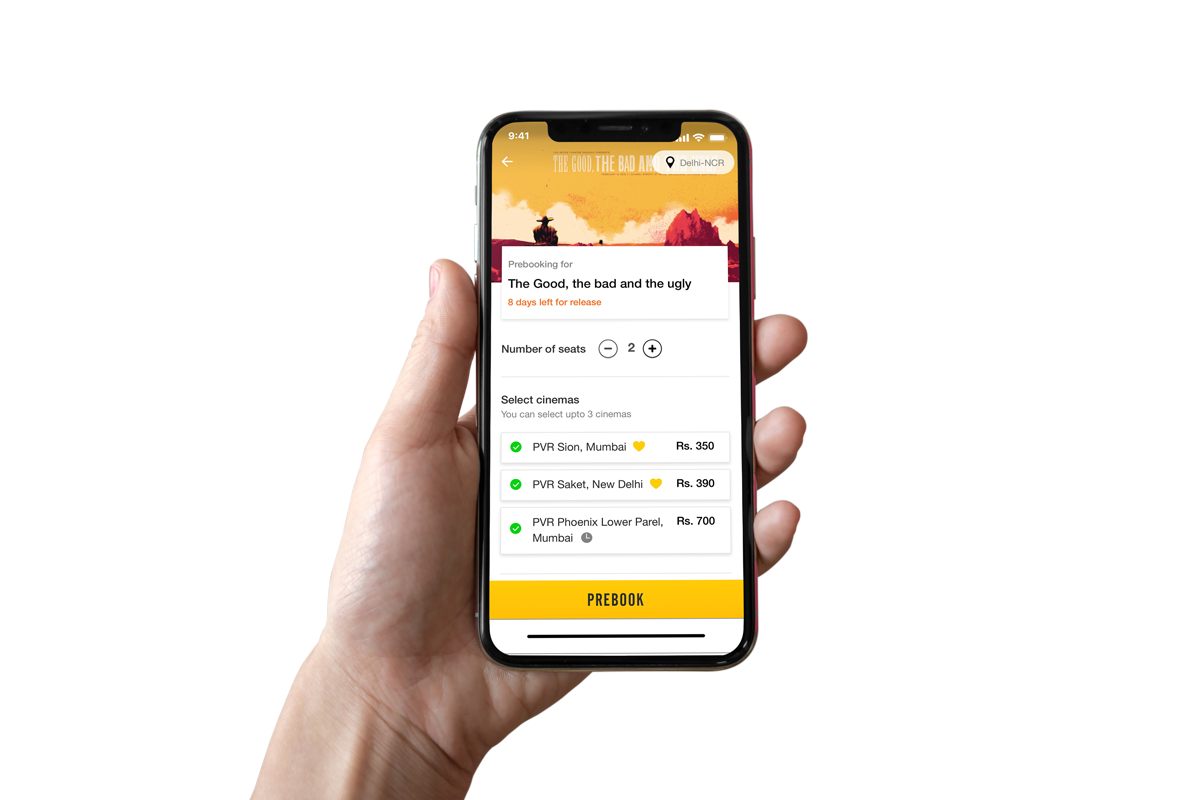 9:41
THE GOOD, THE BAD AN
Delhi-NCR
Prebooking for
The Good, the bad and the ugly
8 days left for release
Number of seats
2
Select cinemas
You can select upto 3 cinemas
PVR Sion, Mumbai Rs. 350
PVR Saket, New Delhi Rs. 390
PVR Phoenix Lower Parel, Rs. 700
Mumbai
PREBOOK